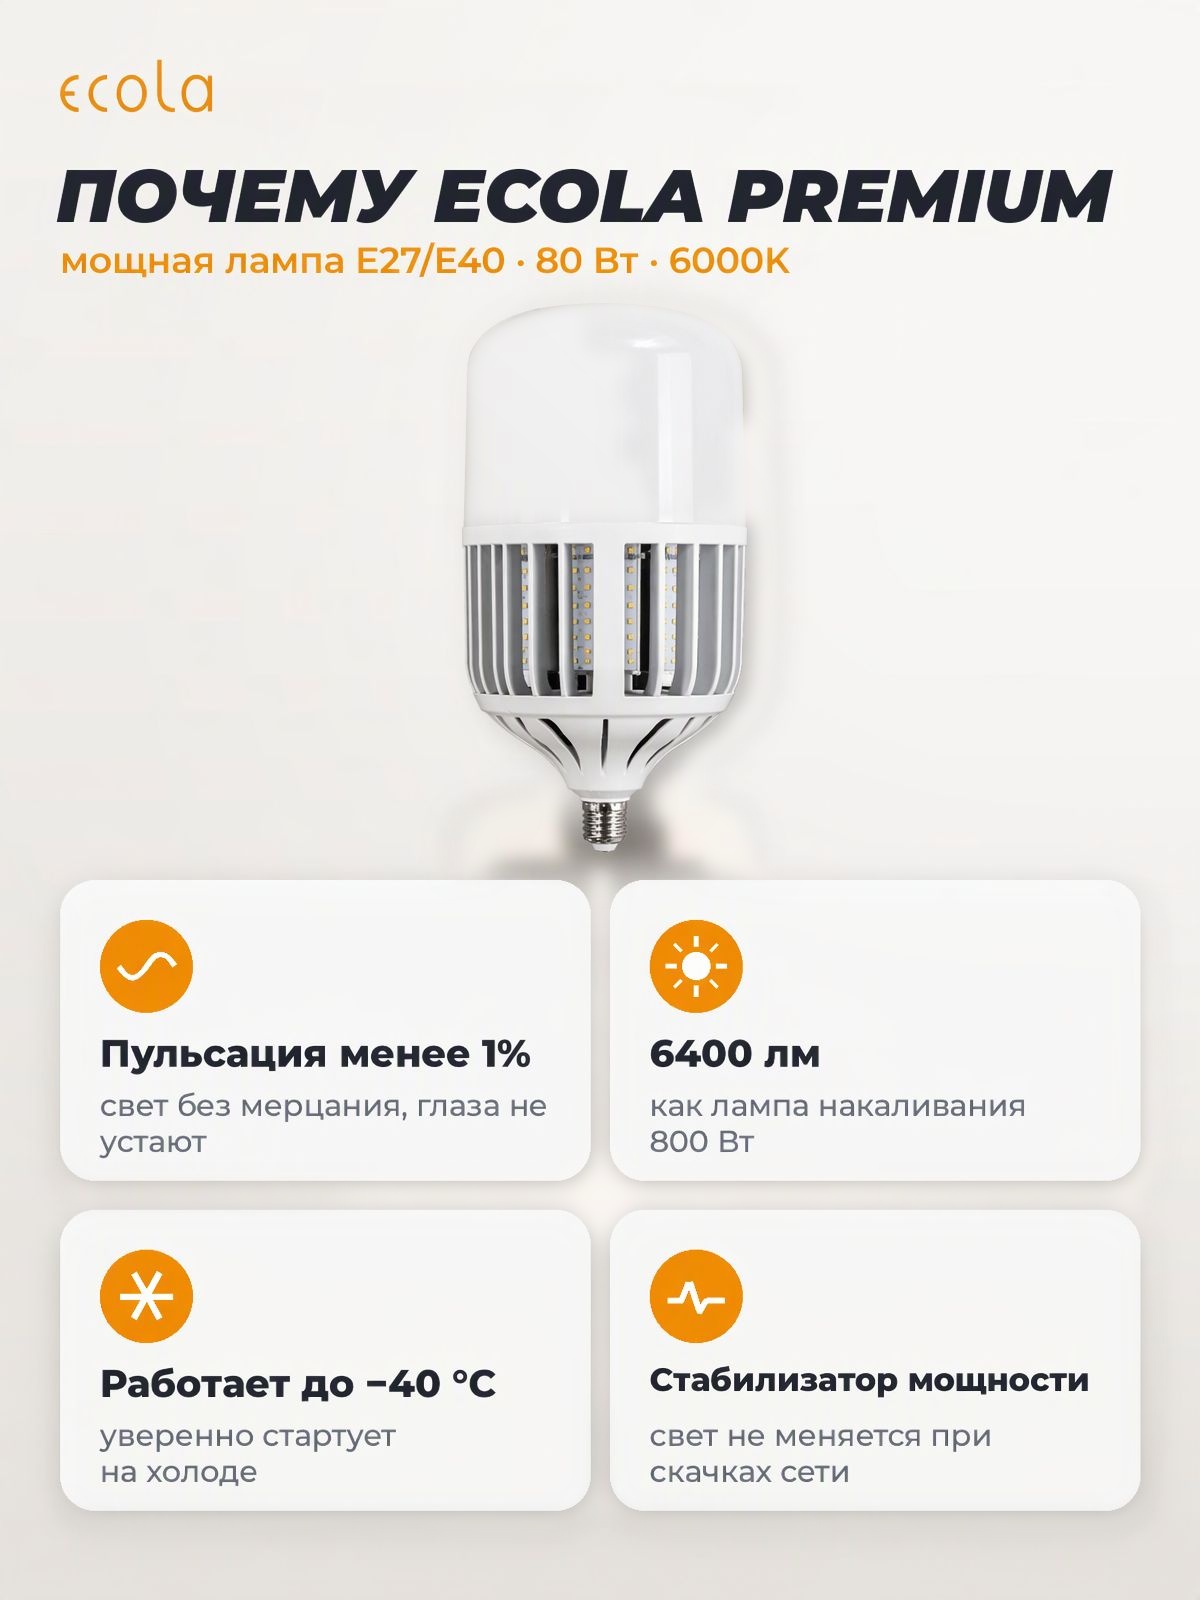 ecola
ПОЧЕМУ ECOLA PREMIUM
мощная лампа E27/E40 · 80 Вт · 6000K
Пульсация менее 1%
свет без мерцания, глаза не
устают
6400 лм
как лампа накаливания
800 Вт
Работает до −40 °C
уверенно стартует
на холоде
Стабилизатор мощности
свет не меняется при
скачках сети